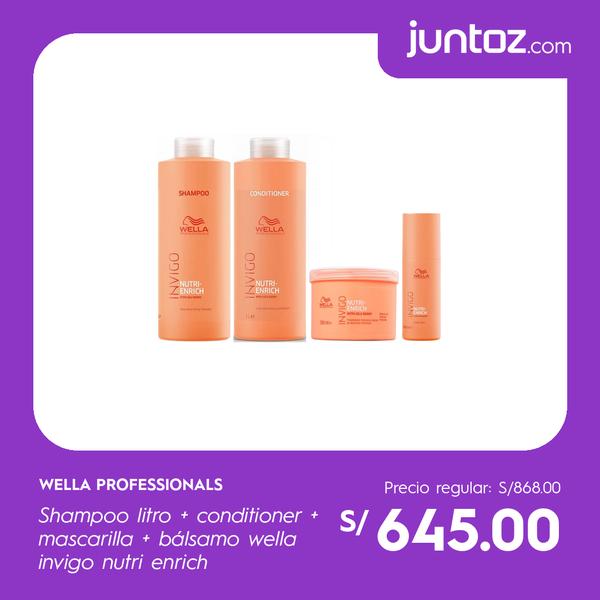 juntoz.com
SHAMPOO
WELLA
INVIGO
NUTRI-
ENRICH
CONDITIONER
WELLA
INVIGO
NUTRI-
ENRICH
WELLA
INVIGO
NUTRI-
ENRICH
WELLA
INVIGO
NUTRI-
ENRICH
WELLA PROFESSIONALS
Shampoo litro + conditioner +
mascarilla + bálsamo wella
invigo nutri enrich
Precio regular: S/868.00
S/ 645.00